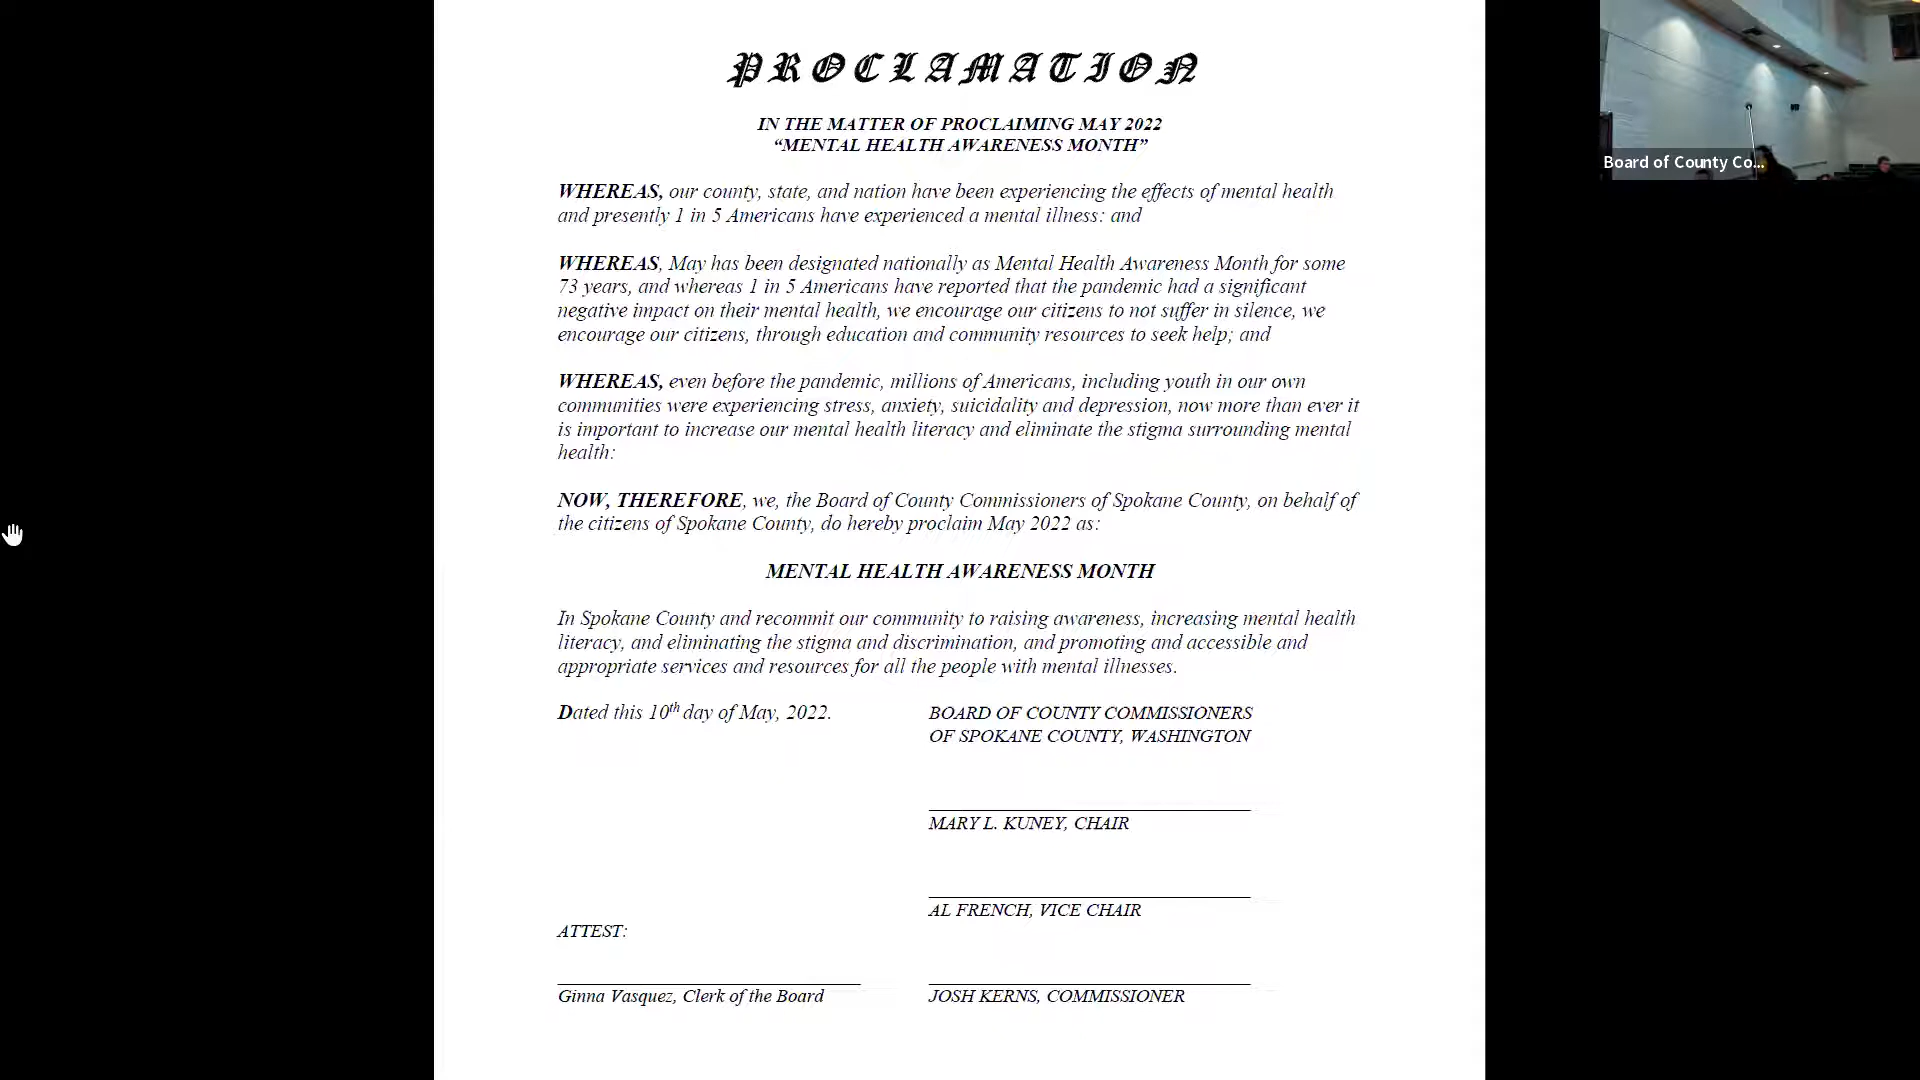 PROCLAMATION
IN THE MATTER OF PROCLAIMING MAY 2022
“MENTAL HEALTH AWARENESS MONTH”
WHEREAS, our county, state, and nation have been experiencing the effects of mental health
and presently 1 in 5 Americans have experienced a mental illness: and
WHEREAS, May has been designated nationally as Mental Health Awareness Month for some
73 years, and whereas 1 in 5 Americans have reported that the pandemic had a significant
negative impact on their mental health, we encourage our citizens to not suffer in silence, we
encourage our citizens, through education and community resources to seek help; and
WHEREAS, even before the pandemic, millions of Americans, including youth in our own
communities were experiencing stress, anxiety, suicidality and depression, now more than ever it
is important to increase our mental health literacy and eliminate the stigma surrounding mental
health:
NOW, THEREFORE, we, the Board of County Commissioners of Spokane County, on behalf of
the citizens of Spokane County, do hereby proclaim May 2022 as:
MENTAL HEALTH AWARENESS MONTH
In Spokane County and recommit our community to raising awareness, increasing mental health
literacy, and eliminating the stigma and discrimination, and promoting and accessible and
appropriate services and resources for all the people with mental illnesses.
Dated this 10th day of May, 2022.
BOARD OF COUNTY COMMISSIONERS
OF SPOKANE COUNTY, WASHINGTON
MARY L. KUNEY, CHAIR
AL FRENCH, VICE CHAIR
ATTEST:
Ginna Vasquez, Clerk of the Board
JOSH KERNS, COMMISSIONER
Board of County Co...